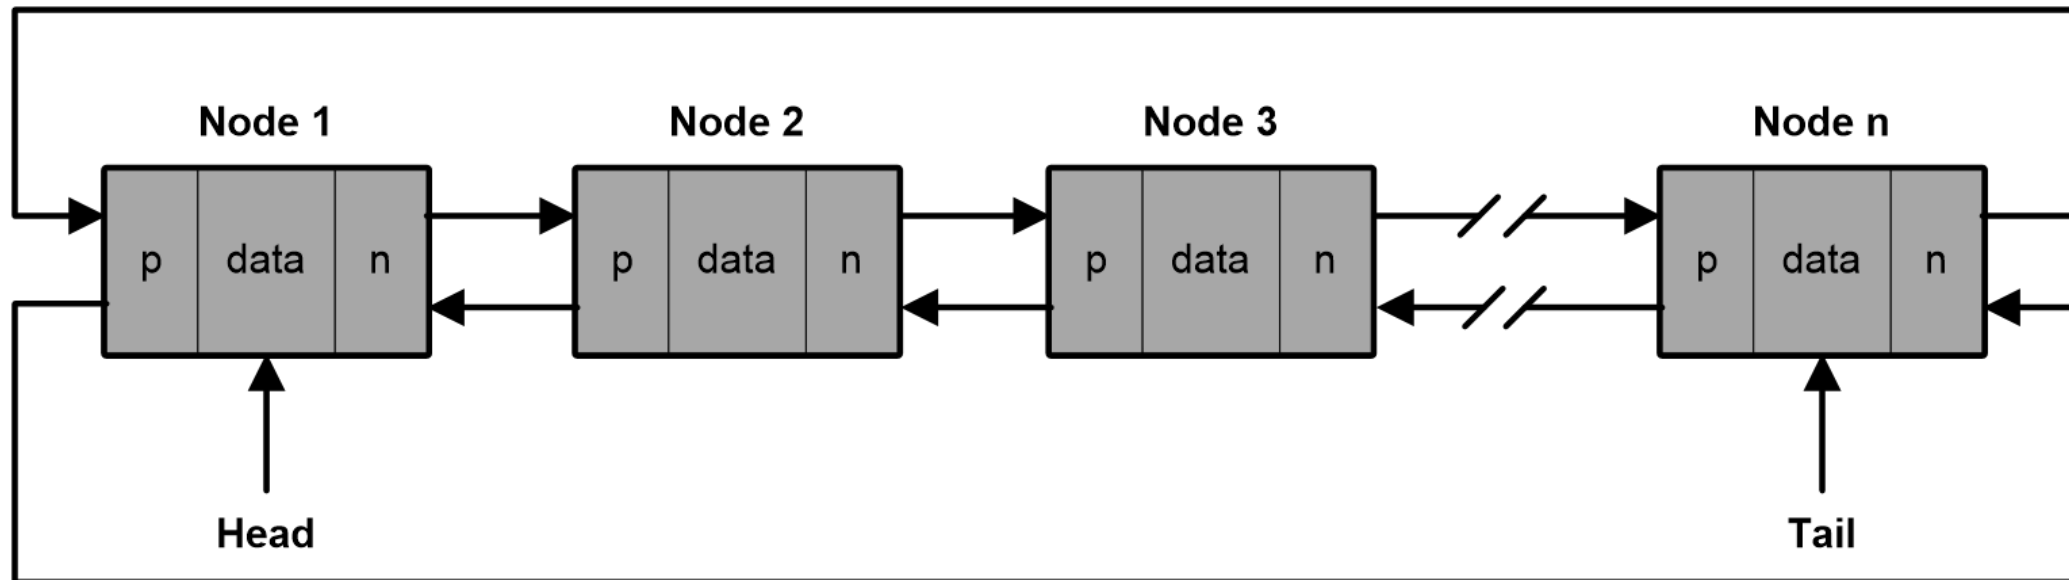 Node 1 Node 2 Node 3 Node n
p data n p data n p data n p data n
Head Tail